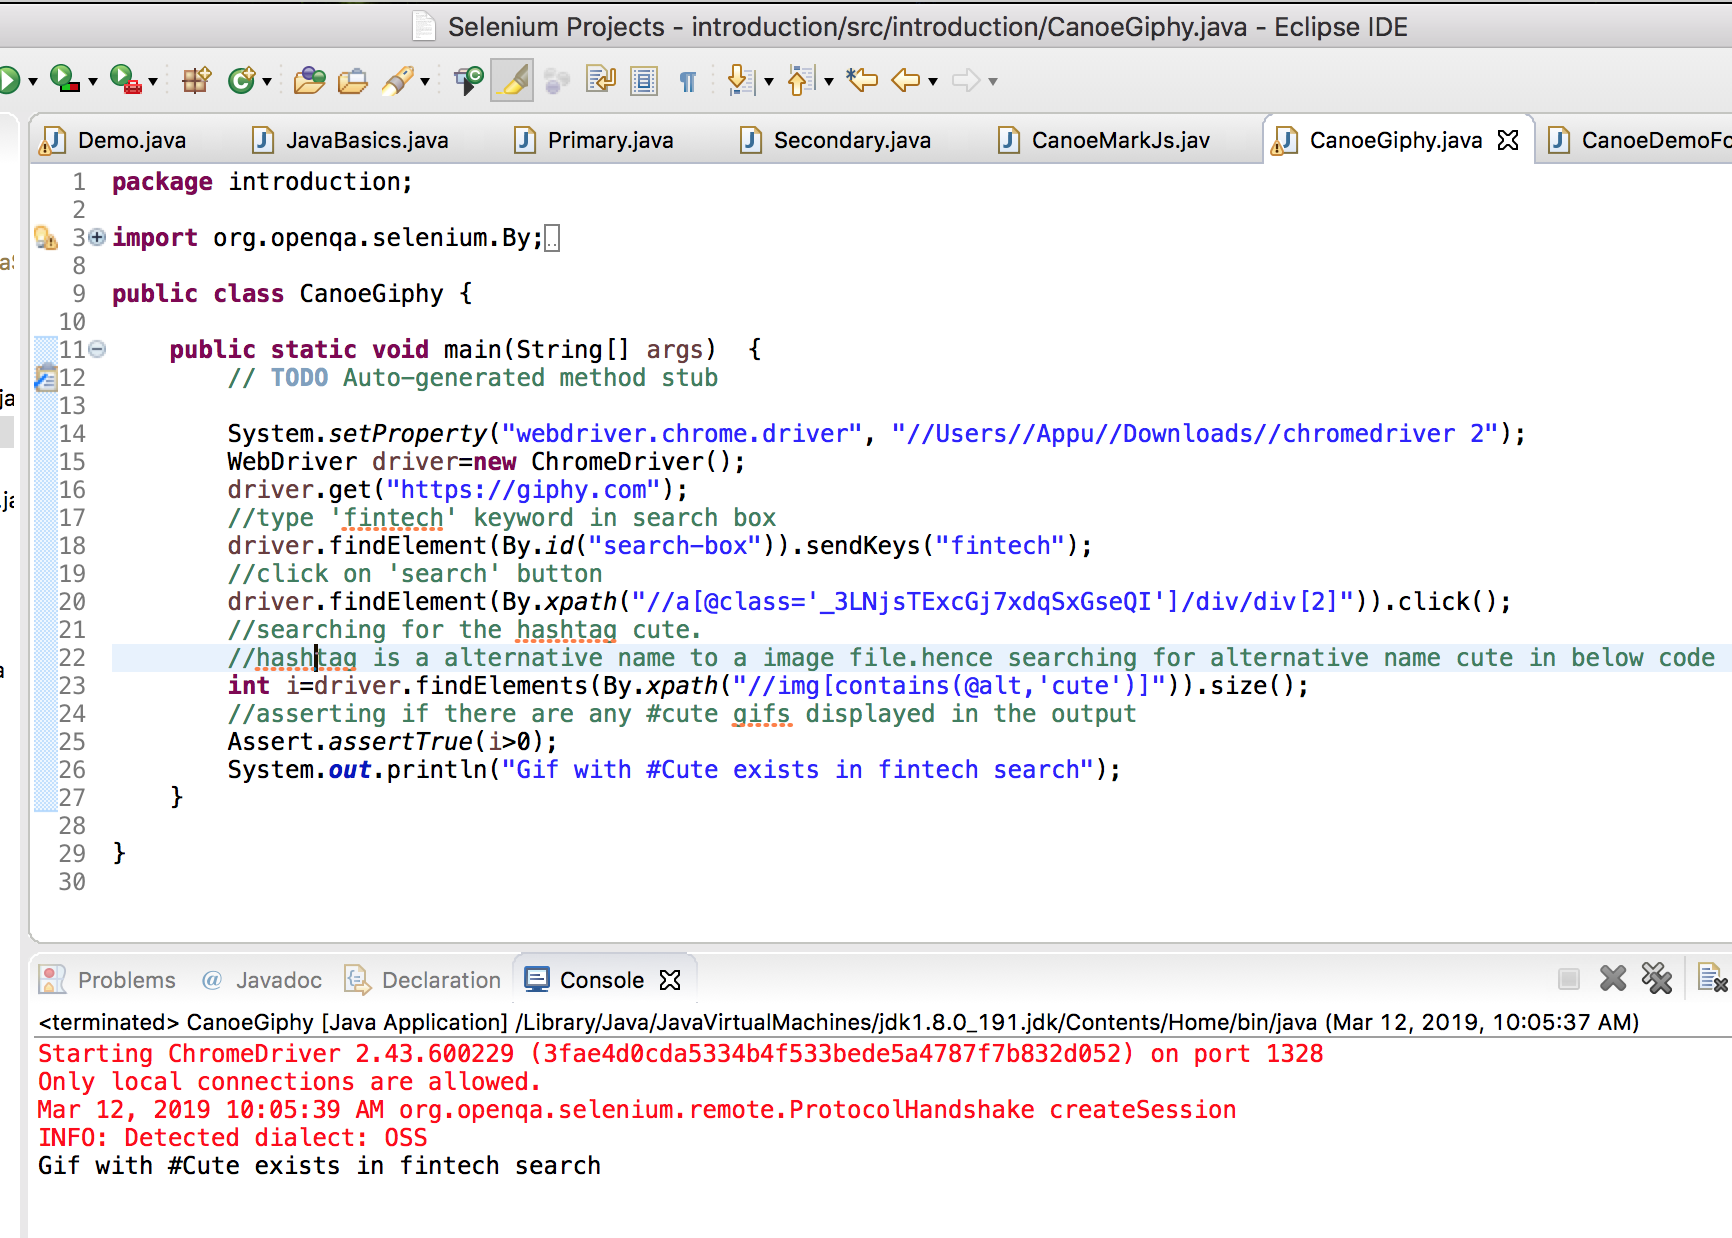 Selenium Projects - introduction/src/introduction/CanoeGiphy.java - Eclipse IDE
Demo.java JavaBasics.java Primary.java Secondary.java CanoeMarkJs.jav CanoeGiphy.java CanoeDemoFo
1 package introduction;
2
3 import org.openqa.selenium.By;
8
9 public class CanoeGiphy {
10
11 public static void main(String[] args)  {
12 // TODO Auto-generated method stub
13
14 System.setProperty("webdriver.chrome.driver", "//Users//Appu//Downloads//chromedriver 2");
15 WebDriver driver=new ChromeDriver();
16 driver.get("https://giphy.com");
17 //type 'fintech' keyword in search box
18 driver.findElement(By.id("search-box")).sendKeys("fintech");
19 //click on 'search' button
20 driver.findElement(By.xpath("//a[@class='_3LNjsTExcGj7xdqSxGseQI']/div/div[2]")).click();
21 //searching for the hashtag cute.
22 //hashtag is a alternative name to a image file.hence searching for alternative name cute in below code
23 int i=driver.findElements(By.xpath("//img[contains(@alt,'cute')]")).size();
24 //asserting if there are any #cute gifs displayed in the output
25 Assert.assertTrue(i>0);
26 System.out.println("Gif with #Cute exists in fintech search");
27 }
28
29 }
30
Problems @ Javadoc Declaration Console
<terminated> CanoeGiphy [Java Application] /Library/Java/JavaVirtualMachines/jdk1.8.0_191.jdk/Contents/Home/bin/java (Mar 12, 2019, 10:05:37 AM)
Starting ChromeDriver 2.43.600229 (3fae4d0cda5334b4f533bede5a4787f7b832d052) on port 1328
Only local connections are allowed.
Mar 12, 2019 10:05:39 AM org.openqa.selenium.remote.ProtocolHandshake createSession
INFO: Detected dialect: OSS
Gif with #Cute exists in fintech search